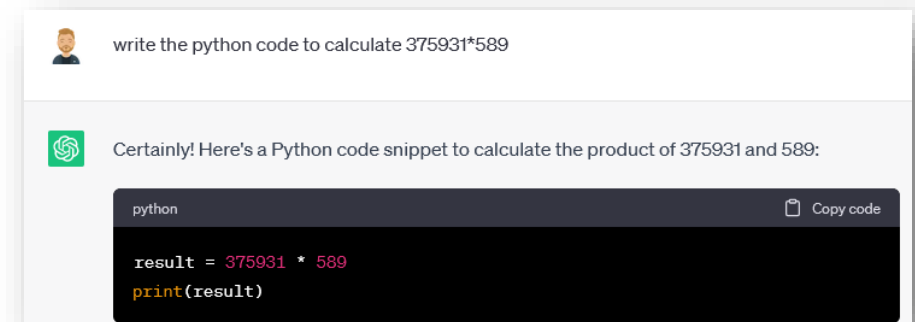 write the python code to calculate 375931*589
Certainly! Here's a Python code snippet to calculate the product of 375931 and 589:
python
Copy code
result = 375931 * 589
print(result)